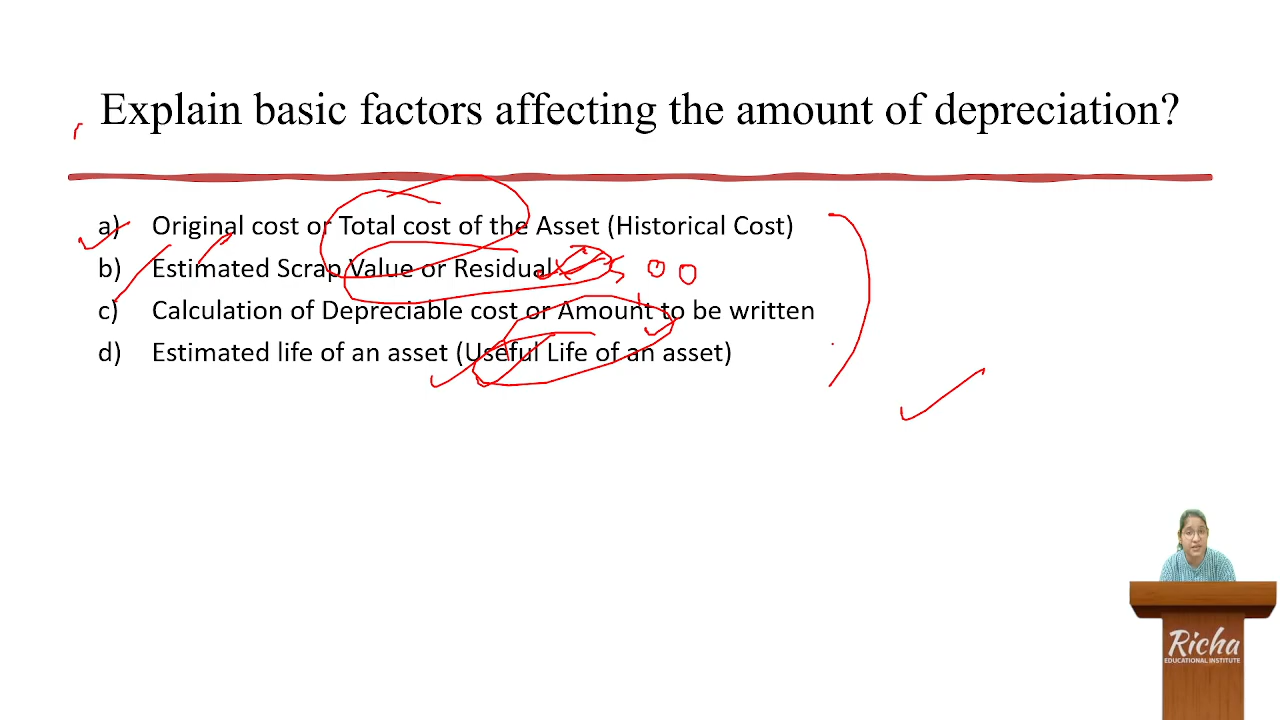 Explain basic factors affecting the amount of depreciation?
a) Original cost or Total cost of the Asset (Historical Cost)
b) Estimated Scrap Value or Residual
500
c) Calculation of Depreciable cost or Amount to be written
d) Estimated life of an asset (Useful Life of an asset)
Richa
EDUCATIONAL INSTITUTE